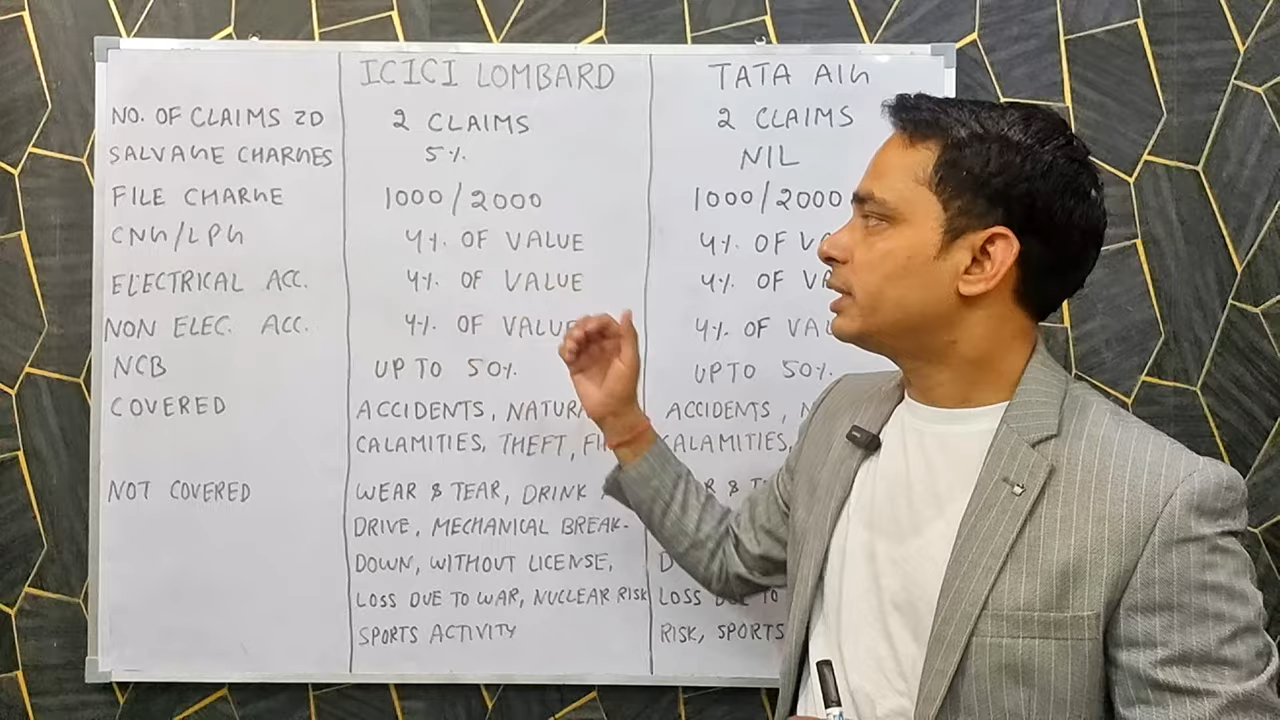 ICICI LOMBARD TATA AIG
NO. OF CLAIMS ZD 2 CLAIMS 2 CLAIMS
SALVAGE CHARGES 5% NIL
FILE CHARGE 1000/2000 1000/2000
CNG/LPG 4% OF VALUE 4% OF
ELECTRICAL ACC. 4% OF VALUE 4% OF
NON ELEC. ACC. 4% OF VALUE 4% OF
NCB UP TO 50% UPTO 50%.
COVERED ACCIDENTS, ACCIDENTS,
CALAMITIES, THEFT, CALAMITIES,
NOT COVERED WEAR & TEAR, DRINK &
DRIVE, MECHANICAL BREAK-
DOWN, WITHOUT LICENSE,
LOSS DUE TO WAR, NUCLEAR RISK LOSS DUE TO
SPORTS ACTIVITY RISK, SPORTS